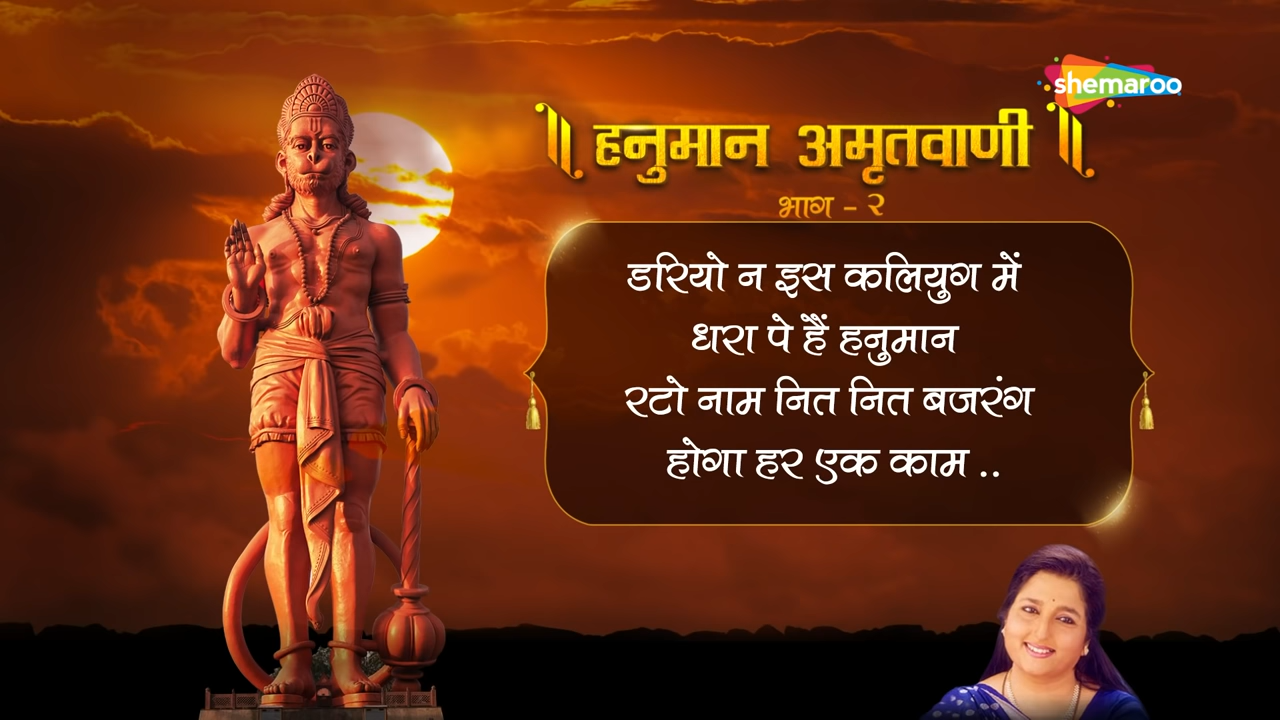 shemaroo
॥ हनुमान अमृतवाणी ॥
भाग - २
डरियो न इस कलियुग में
धरा पे हैं हनुमान
रटो नाम नित नित बजरंग
होगा हर एक काम ..